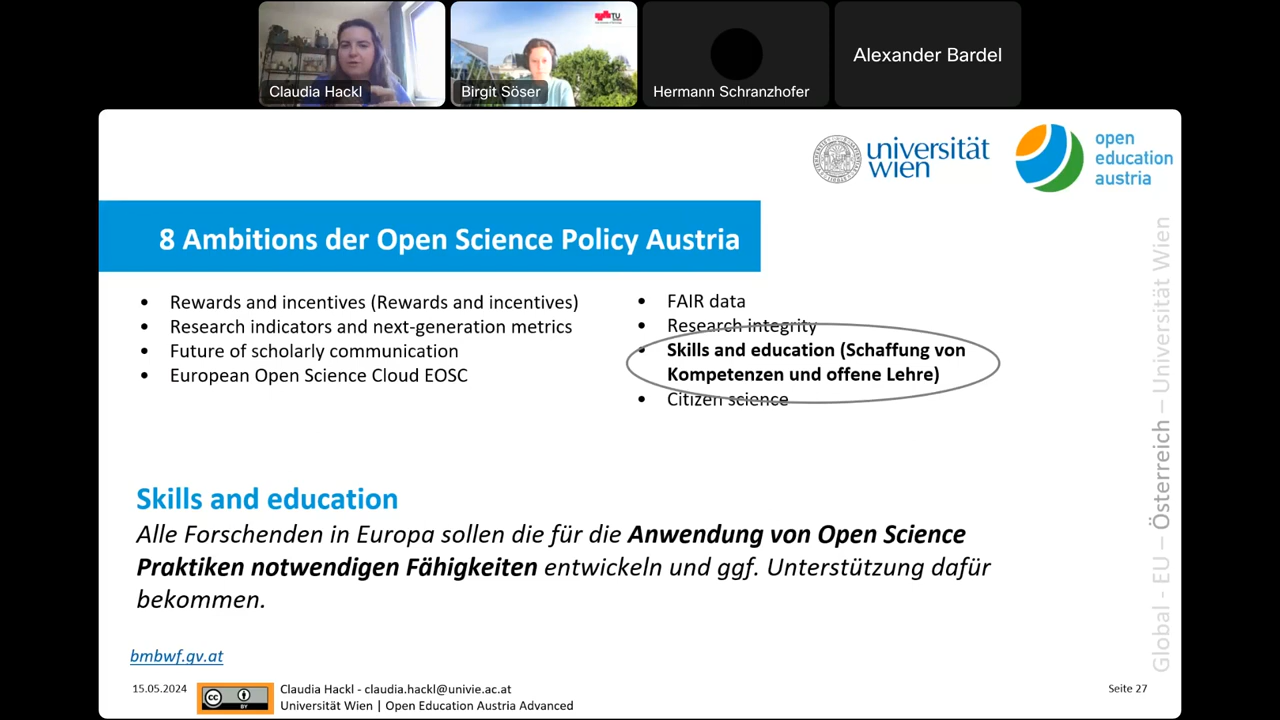 TU
Claudia Hackl
Birgit Söser
Hermann Schranzhofer
Alexander Bardel
universität
wien
open
education
austria
8 Ambitions der Open Science Policy Austria
• Rewards and incentives (Rewards and incentives)
• Research indicators and next-generation metrics
• Future of scholarly communication
• European Open Science Cloud EOSC
• FAIR data
• Research integrity
• Skills and education (Schaffung von
Kompetenzen und offene Lehre)
• Citizen science
Global - EU – Österreich – Universität Wien
Skills and education
Alle Forschenden in Europa sollen die für die Anwendung von Open Science
Praktiken notwendigen Fähigkeiten entwickeln und ggf. Unterstützung dafür
bekommen.
bmbwf.gv.at
15.05.2024
cc
BY
Claudia Hackl - claudia.hackl@univie.ac.at
Universität Wien | Open Education Austria Advanced
Seite 27